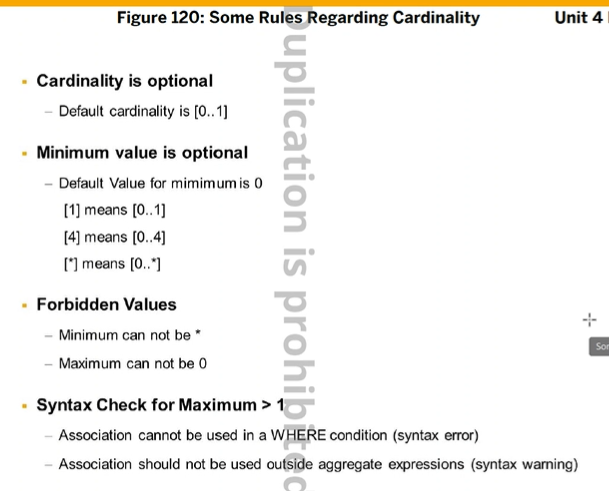 Figure 120: Some Rules Regarding Cardinality Unit 4
Cardinality is optional
– Default cardinality is [0..1]
Minimum value is optional
– Default Value for mimimum is 0
[1] means [0..1]
[4] means [0..4]
[*] means [0..*]
Forbidden Values
– Minimum can not be *
– Maximum can not be 0
Syntax Check for Maximum > 1
– Association cannot be used in a WHERE condition (syntax error)
– Association should not be used outside aggregate expressions (syntax warning)
Duplication is prohibited